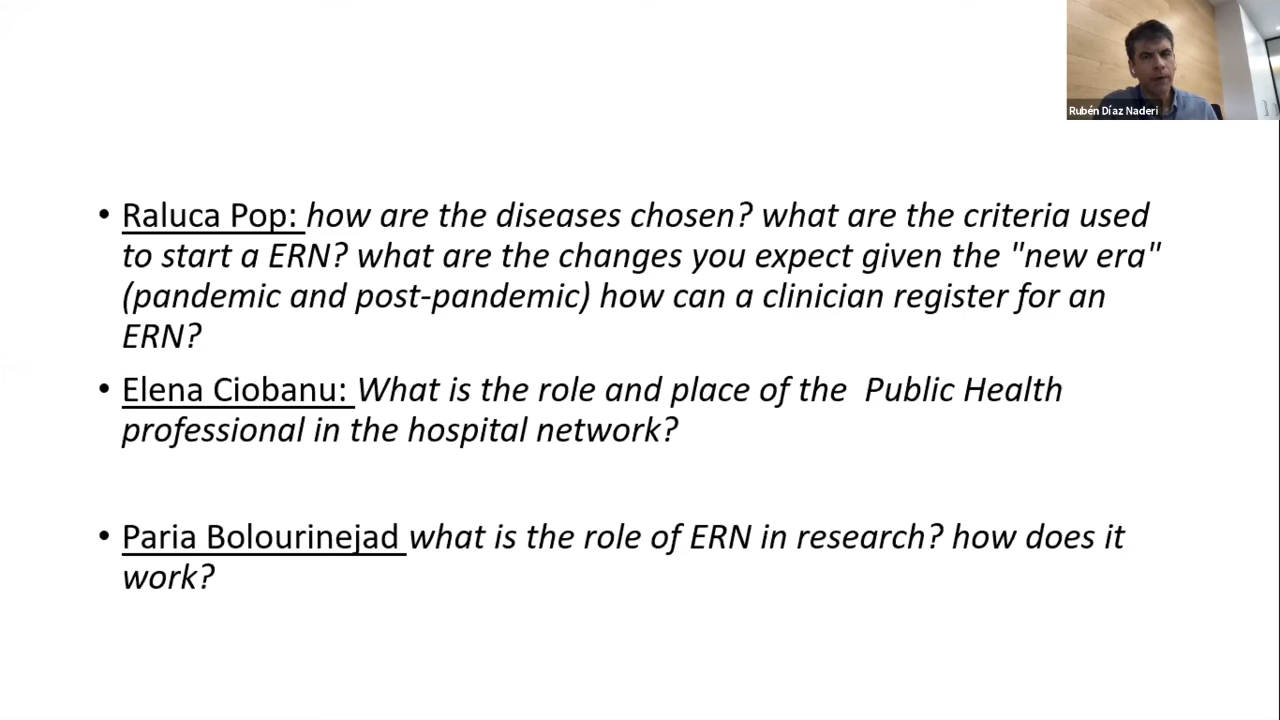 Rubén Díaz Naderi
• Raluca Pop: how are the diseases chosen? what are the criteria used
to start a ERN? what are the changes you expect given the "new era"
(pandemic and post-pandemic) how can a clinician register for an
ERN?
• Elena Ciobanu: What is the role and place of the  Public Health
professional in the hospital network?
• Paria Bolourinejad what is the role of ERN in research? how does it
work?